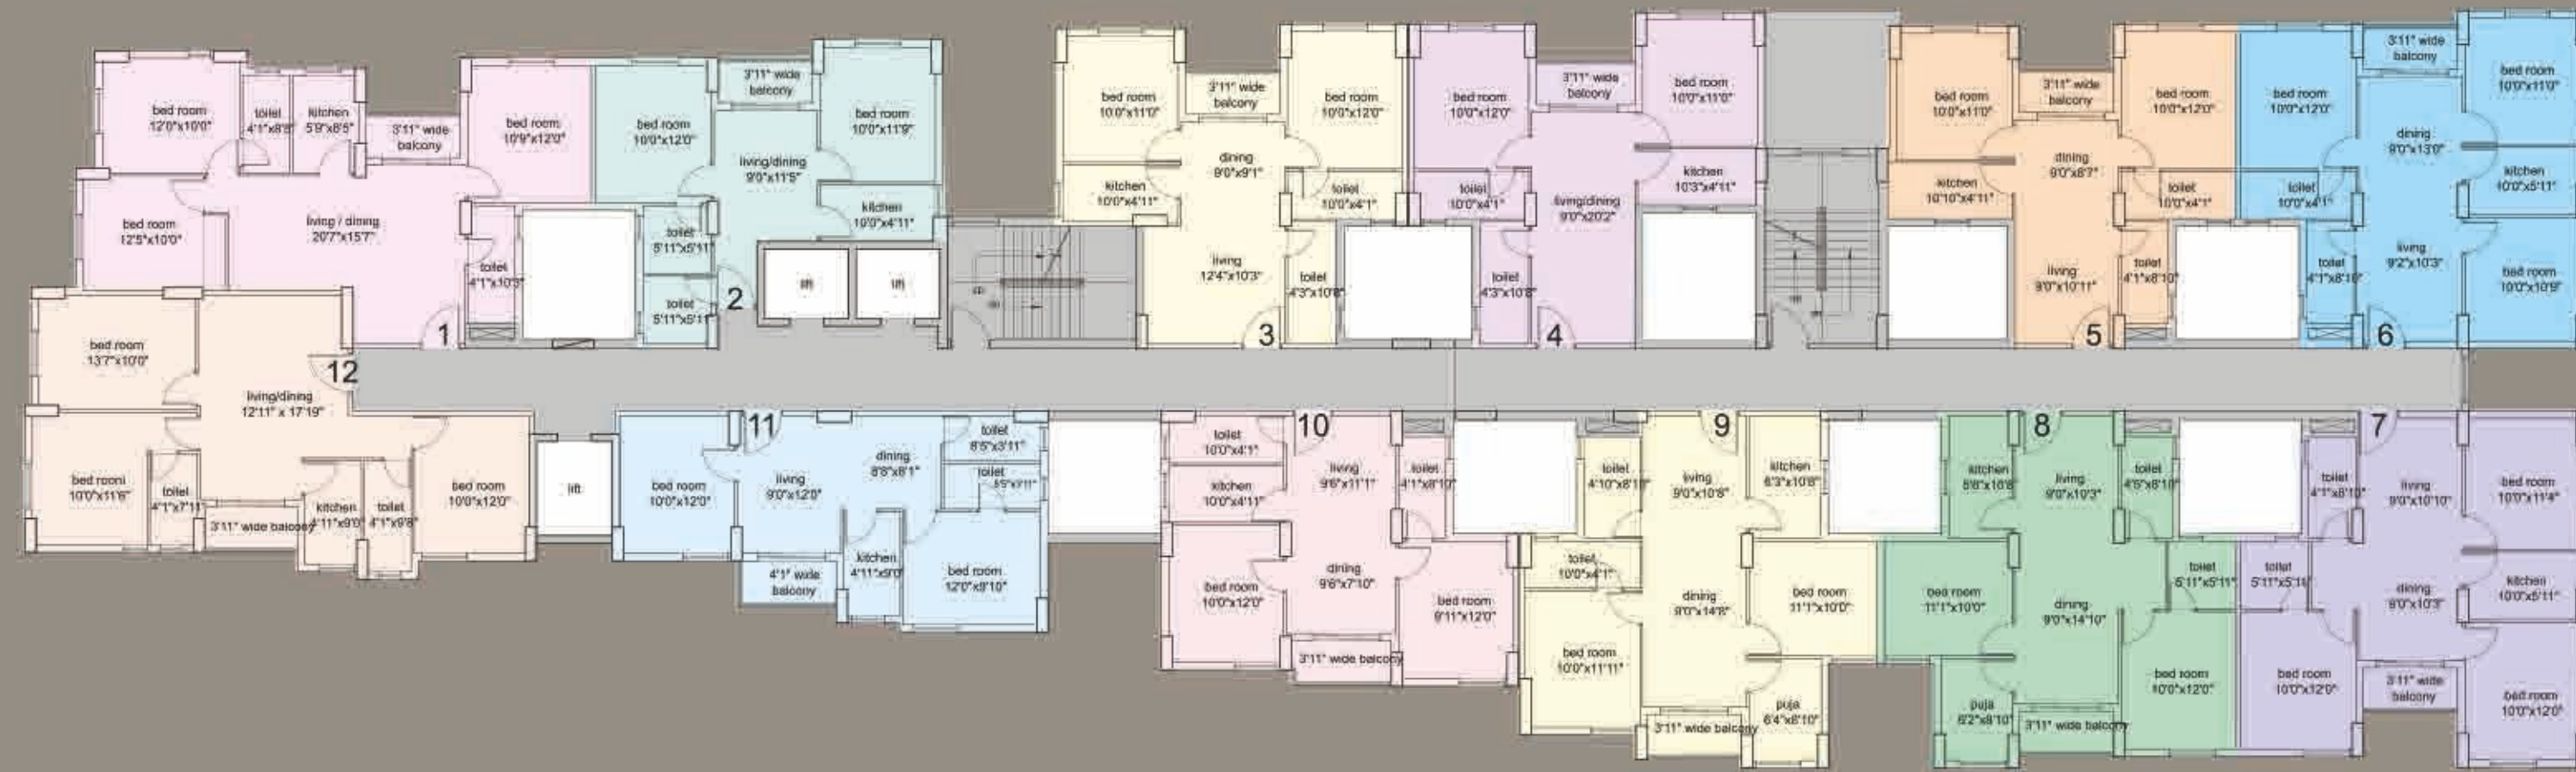 bed room
12'0"x10'0"
toilet
4'1"x8'5"
kitchen
5'9"x8'5"
3'11" wide
balcony
bed room
10'9"x12'0"
bed room
12'5"x10'0"
living / dining
20'7"x15'7"
toilet
4'1"x10'3"
1
bed room
10'0"x12'0"
3'11" wide
balcony
bed room
10'0"x11'9"
living/dining
9'0"x11'5"
kitchen
10'0"x4'11"
toilet
5'11"x5'11"
toilet
5'11"x5'11"
2
lift
lift
bed room
10'0"x11'0"
3'11" wide
balcony
bed room
10'0"x12'0"
dining
9'0"x9'1"
kitchen
10'0"x4'11"
toilet
10'0"x4'1"
living
12'4"x10'3"
toilet
4'3"x10'8"
3
bed room
10'0"x12'0"
3'11" wide
balcony
bed room
10'0"x11'0"
toilet
10'0"x4'1"
living/dining
9'0"x20'2"
kitchen
10'3"x4'11"
toilet
4'3"x10'8"
4
bed room
10'0"x11'0"
3'11" wide
balcony
bed room
10'0"x12'0"
dining
9'0"x8'7"
kitchen
10'10"x4'11"
toilet
10'0"x4'1"
living
9'0"x10'11"
toilet
4'1"x8'10"
5
bed room
10'0"x12'0"
3'11" wide
balcony
bed room
10'0"x11'0"
dining
9'0"x13'0"
toilet
10'0"x4'1"
kitchen
10'0"x5'11"
living
9'2"x10'3"
toilet
4'1"x8'10"
bed room
10'0"x10'9"
6
bed room
13'7"x10'0"
12
living/dining
12'11" x 17'19"
bed room
10'0"x11'6"
toilet
4'1"x7'11"
3'11" wide balcony
kitchen
4'11"x9'0"
toilet
4'1"x9'8"
bed room
10'0"x12'0"
lift
11
bed room
10'0"x12'0"
living
9'0"x12'0"
dining
8'8"x8'1"
toilet
8'5"x3'11"
toilet
4'1" wide
balcony
kitchen
4'11"x9'0"
bed room
12'0"x9'10"
10
toilet
10'0"x4'1"
kitchen
10'0"x4'11"
living
9'6"x11'1"
toilet
4'1"x8'10"
bed room
10'0"x12'0"
dining
9'6"x7'10"
bed room
9'11"x12'0"
3'11" wide balcony
9
toilet
4'10"x8'10"
living
9'0"x10'8"
kitchen
6'3"x10'8"
toilet
10'0"x4'1"
dining
9'0"x14'8"
bed room
11'1"x10'0"
bed room
10'0"x11'11"
3'11" wide balcony
puja
6'4"x8'10"
8
kitchen
5'8"x10'8"
living
9'0"x10'3"
toilet
4'5"x8'10"
bed room
11'1"x10'0"
dining
9'0"x14'10"
toilet
5'11"x5'11"
bed room
10'0"x12'0"
puja
6'2"x8'10"
3'11" wide balcony
7
toilet
4'1"x8'10"
living
9'0"x10'10"
bed room
10'0"x11'4"
toilet
5'11"x5'11"
dining
9'0"x10'3"
kitchen
10'0"x5'11"
bed room
10'0"x12'0"
3'11" wide
balcony
bed room
10'0"x12'0"